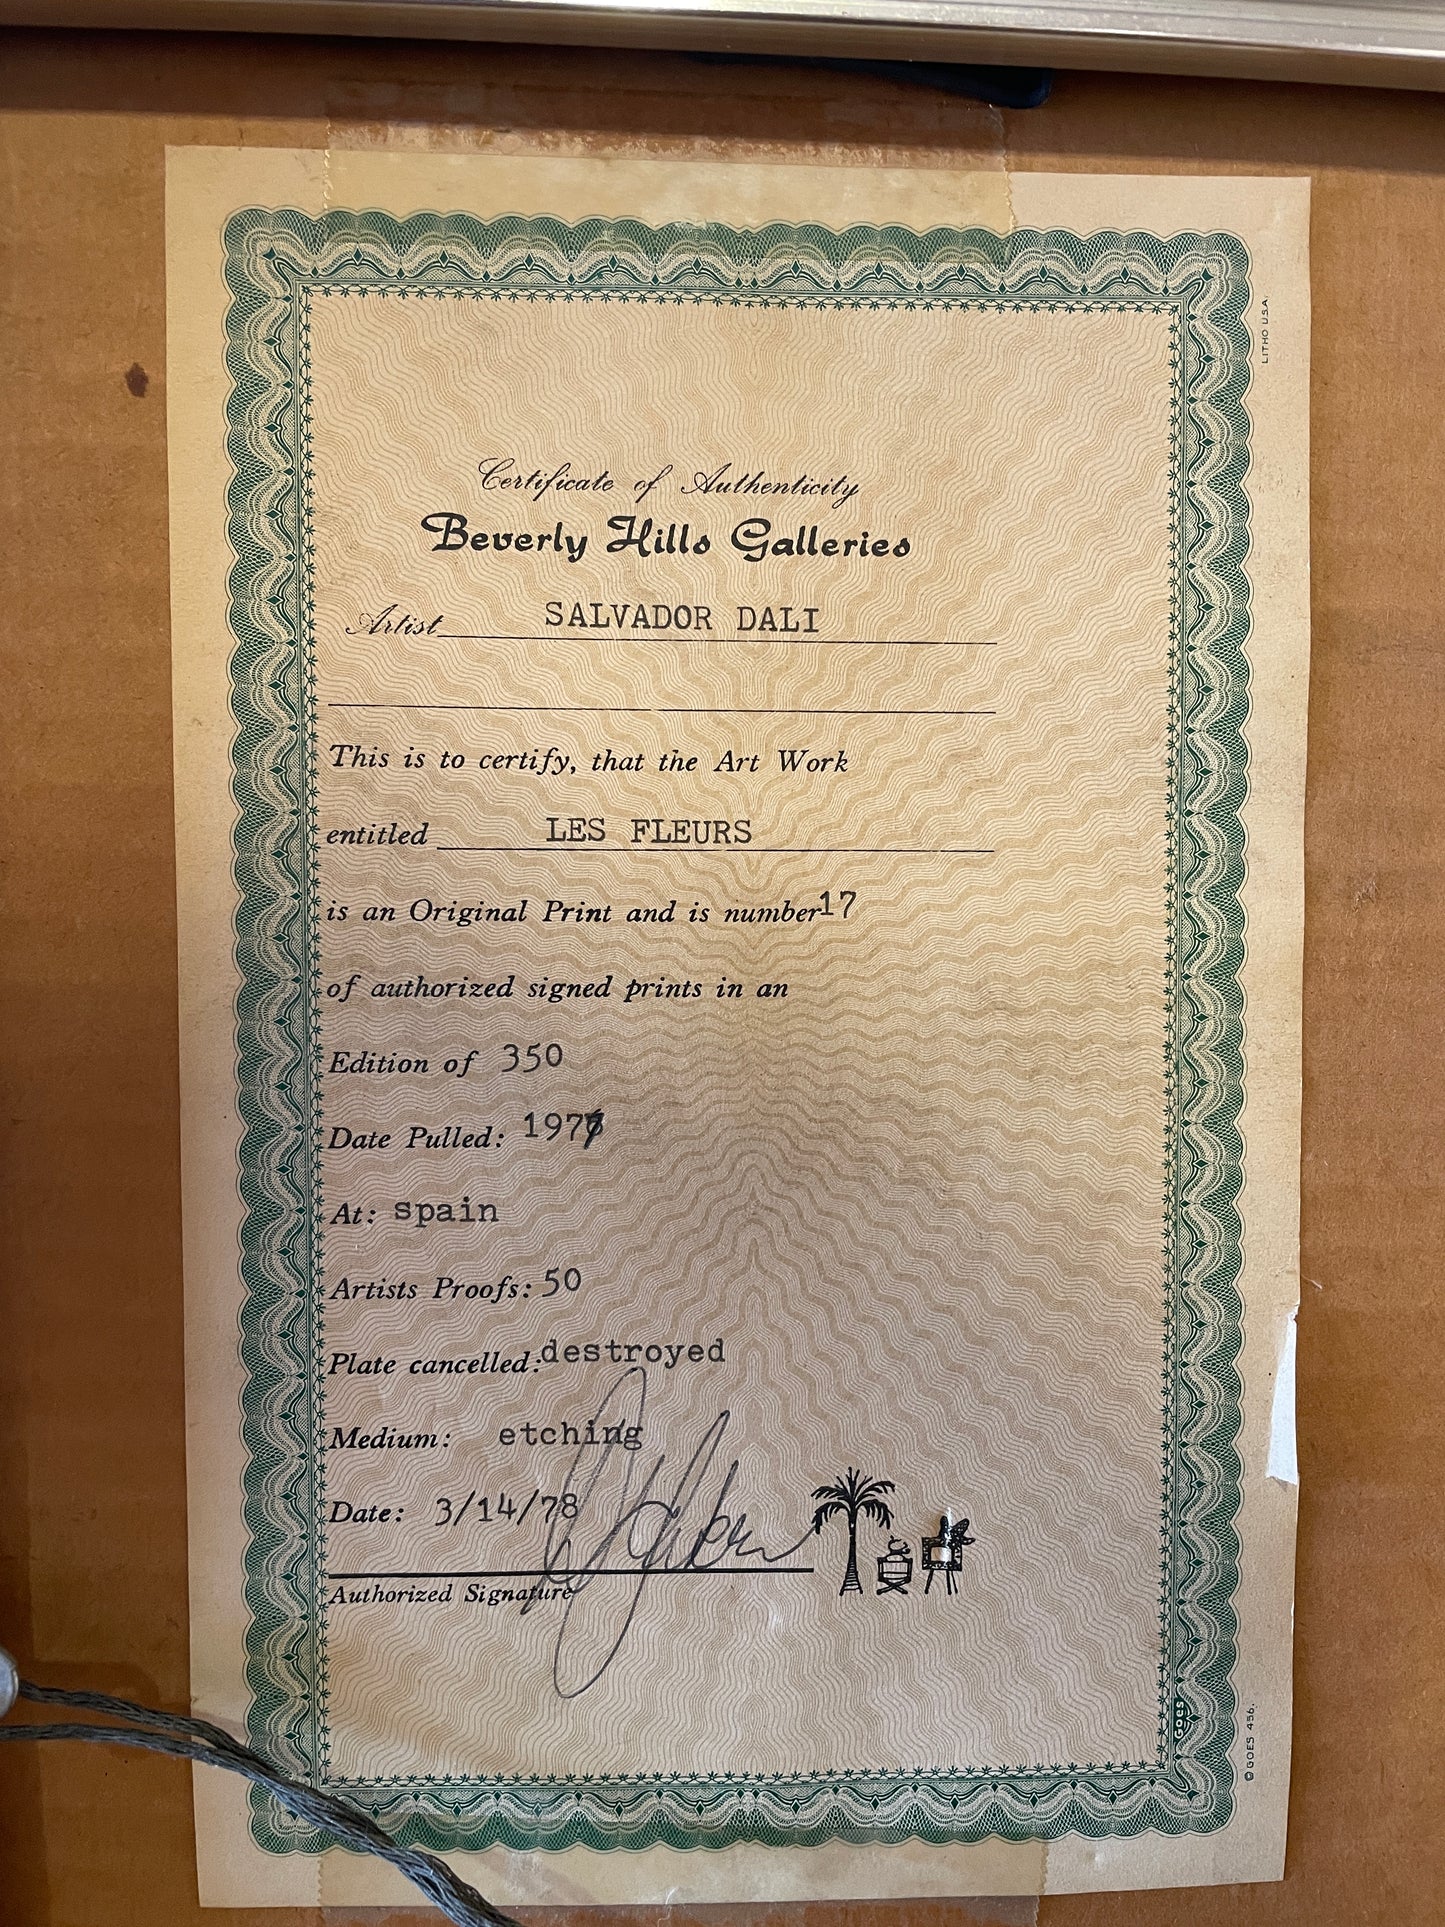 LITHO U.S.A.
Certificate of Authenticity
Beverly Hills Galleries
Artist SALVADOR DALI
This is to certify, that the Art Work
entitled LES FLEURS
is an Original Print and is number 17
of authorized signed prints in an
Edition of 350
Date Pulled: 1977
At: spain
Artists Proofs: 50
Plate cancelled: destroyed
Medium: etching
Date: 3/14/78
Authorized Signature
GOES
© GOES 456.